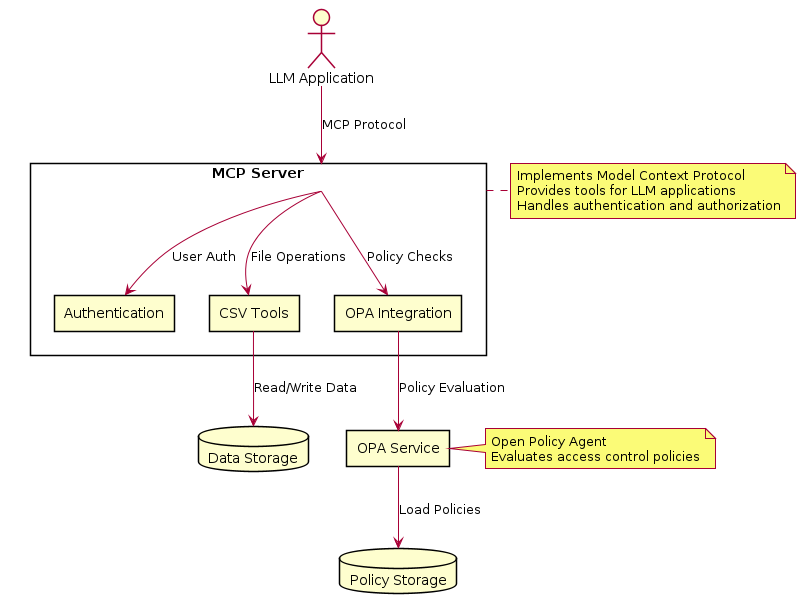 LLM Application
MCP Protocol
MCP Server
Implements Model Context Protocol
Provides tools for LLM applications
Handles authentication and authorization
User Auth
File Operations
Policy Checks
Authentication
CSV Tools
OPA Integration
Read/Write Data
Policy Evaluation
Data Storage
OPA Service
Open Policy Agent
Evaluates access control policies
Load Policies
Policy Storage